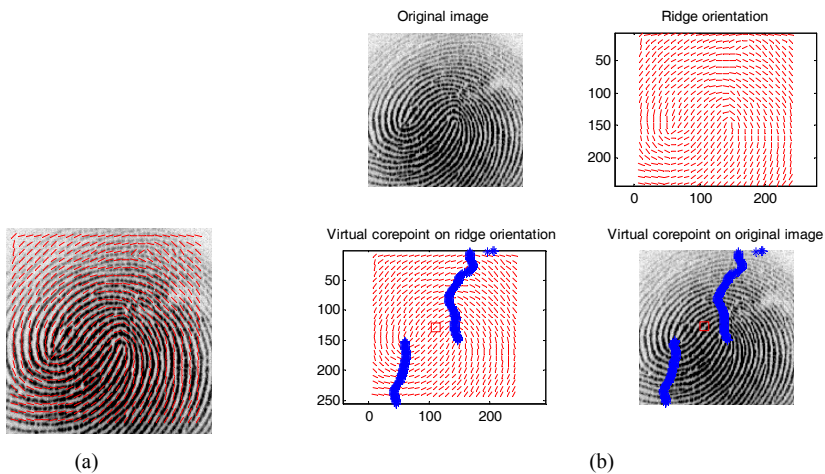 Original image
Ridge orientation
50
100
150
200
0
100
200
Virtual corepoint on ridge orientation
50
100
150
200
250
0
100
200
Virtual corepoint on original image
(a)
(b)